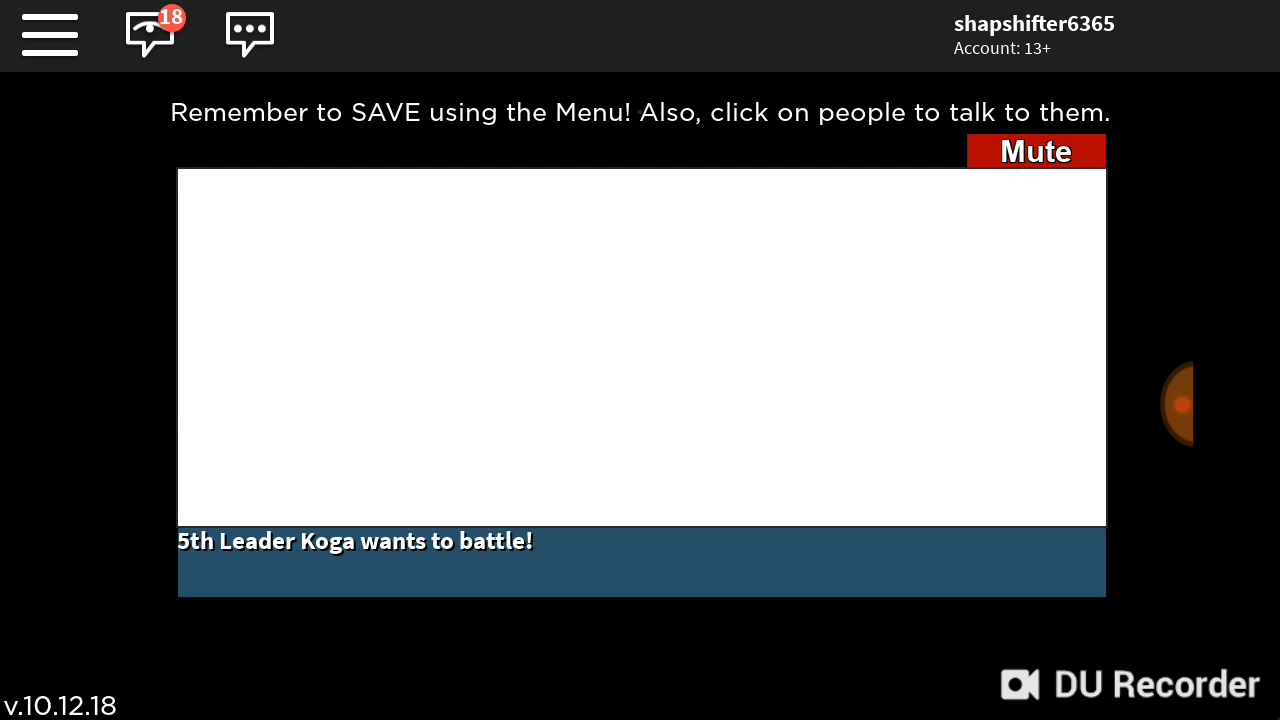 18
shapshifter6365
Account: 13+
Remember to SAVE using the Menu! Also, click on people to talk to them.
Mute
5th Leader Koga wants to battle!
DU Recorder
v.10.12.18